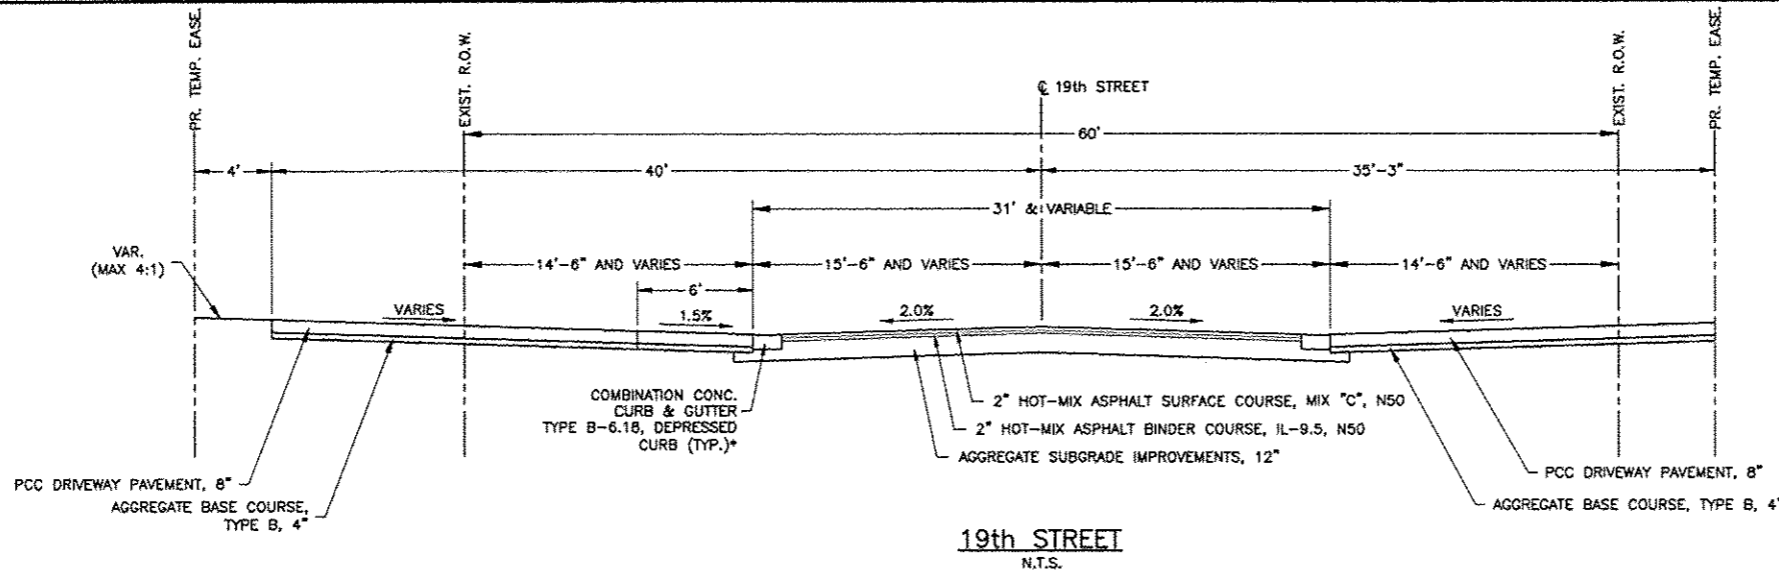 PR. TEMP. EASE.
EXIST. R.O.W.
℄ 19th STREET
EXIST. R.O.W.
PR. TEMP. EASE.
60'
4'
40'
35'-3"
31' & VARIABLE
VAR.
(MAX 4:1)
14'-6" AND VARIES
15'-6" AND VARIES
15'-6" AND VARIES
14'-6" AND VARIES
6'
VARIES
1.5%
2.0%
2.0%
VARIES
COMBINATION CONC.
CURB & GUTTER
TYPE B-6.18, DEPRESSED
CURB (TYP.)*
2" HOT-MIX ASPHALT SURFACE COURSE, MIX "C", N50
2" HOT-MIX ASPHALT BINDER COURSE, IL-9.5, N50
AGGREGATE SUBGRADE IMPROVEMENTS, 12"
PCC DRIVEWAY PAVEMENT, 8"
AGGREGATE BASE COURSE,
TYPE B, 4"
PCC DRIVEWAY PAVEMENT, 8"
AGGREGATE BASE COURSE, TYPE B, 4"
19th STREET
N.T.S.